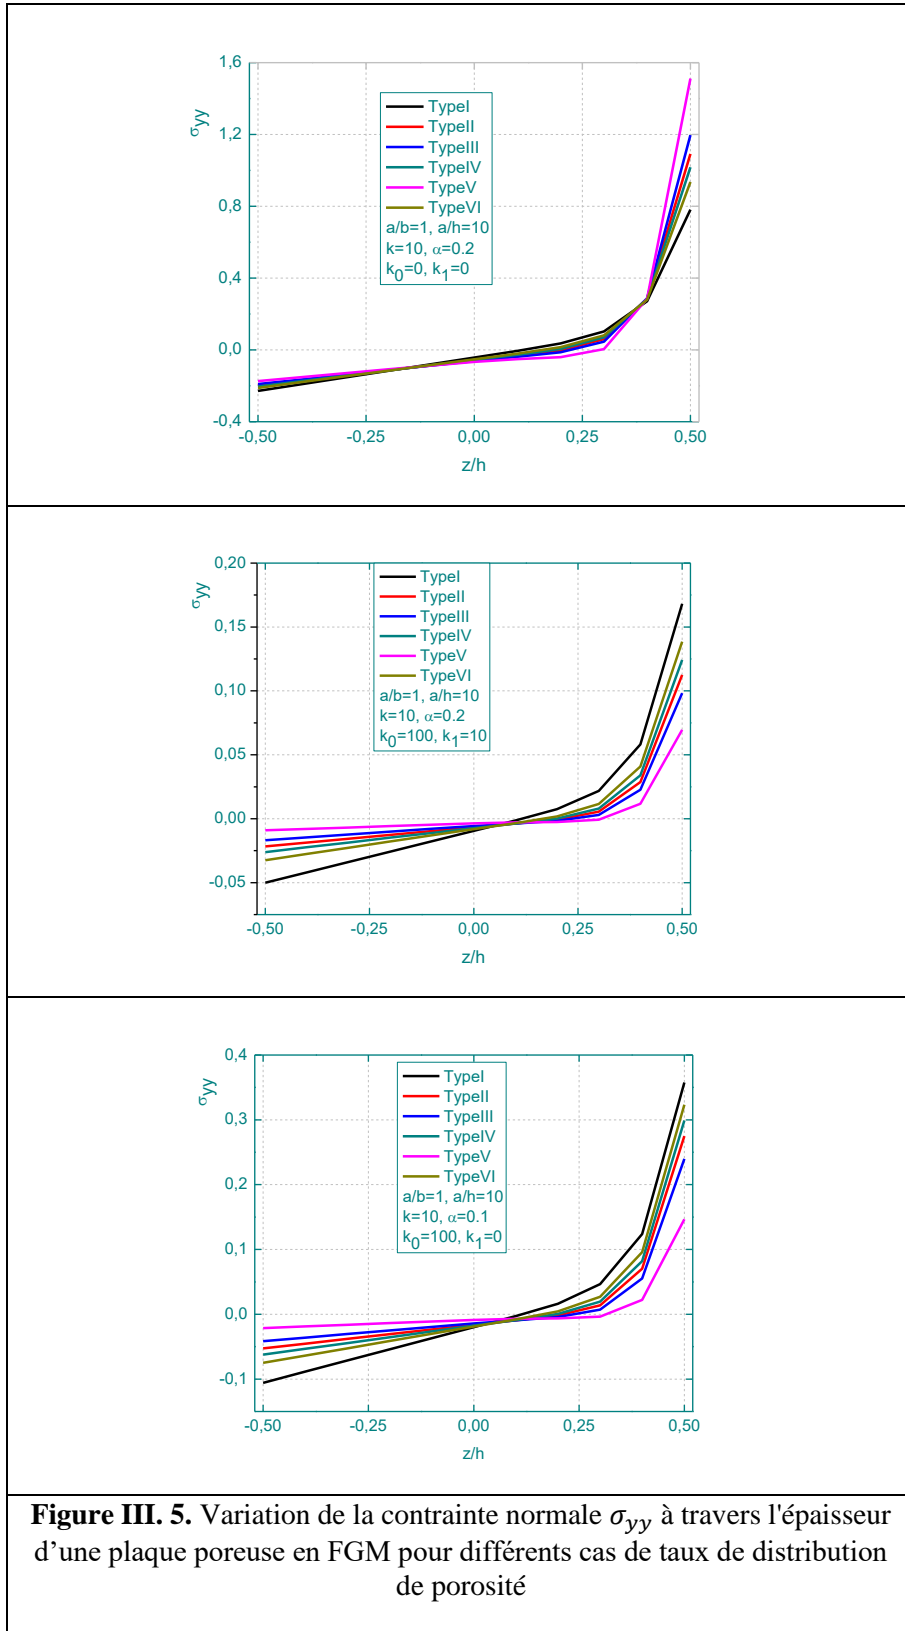 1,6
1,2
0,8
0,4
0,0
-0,4
σyy
TypeI
TypeII
TypeIII
TypeIV
TypeV
TypeVI
a/b=1, a/h=10
k=10, α=0.2
k0=0, k1=0
-0,50 -0,25 0,00 0,25 0,50
z/h
0,20
0,15
0,10
0,05
0,00
-0,05
σyy
TypeI
TypeII
TypeIII
TypeIV
TypeV
TypeVI
a/b=1, a/h=10
k=10, α=0.2
k0=100, k1=10
-0,50 -0,25 0,00 0,25 0,50
z/h
0,4
0,3
0,2
0,1
0,0
-0,1
σyy
TypeI
TypeII
TypeIII
TypeIV
TypeV
TypeVI
a/b=1, a/h=10
k=10, α=0.1
k0=100, k1=0
-0,50 -0,25 0,00 0,25 0,50
z/h
Figure III. 5. Variation de la contrainte normale σyy à travers l'épaisseur
d’une plaque poreuse en FGM pour différents cas de taux de distribution
de porosité